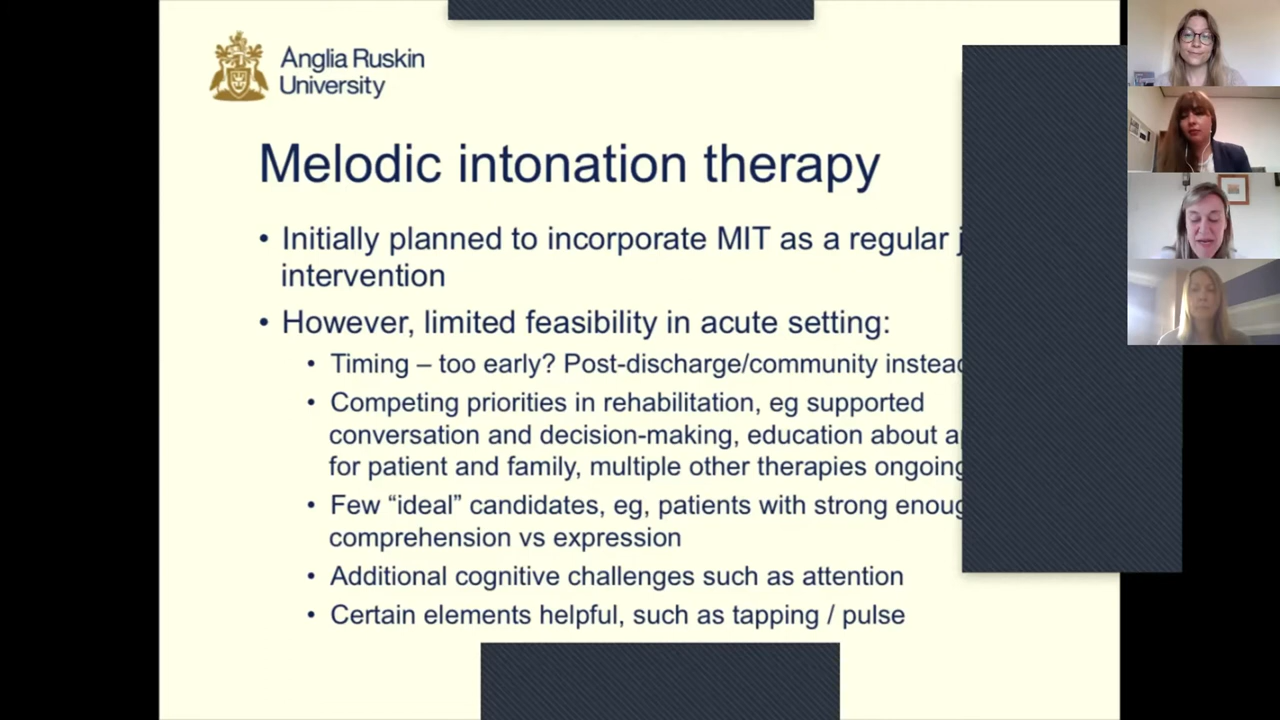 Anglia Ruskin
University
Melodic intonation therapy
• Initially planned to incorporate MIT as a regular
intervention
• However, limited feasibility in acute setting:
• Timing – too early? Post-discharge/community
• Competing priorities in rehabilitation, eg supported
conversation and decision-making, education about
for patient and family, multiple other therapies ongoing
• Few “ideal” candidates, eg, patients with strong
comprehension vs expression
• Additional cognitive challenges such as attention
• Certain elements helpful, such as tapping / pulse